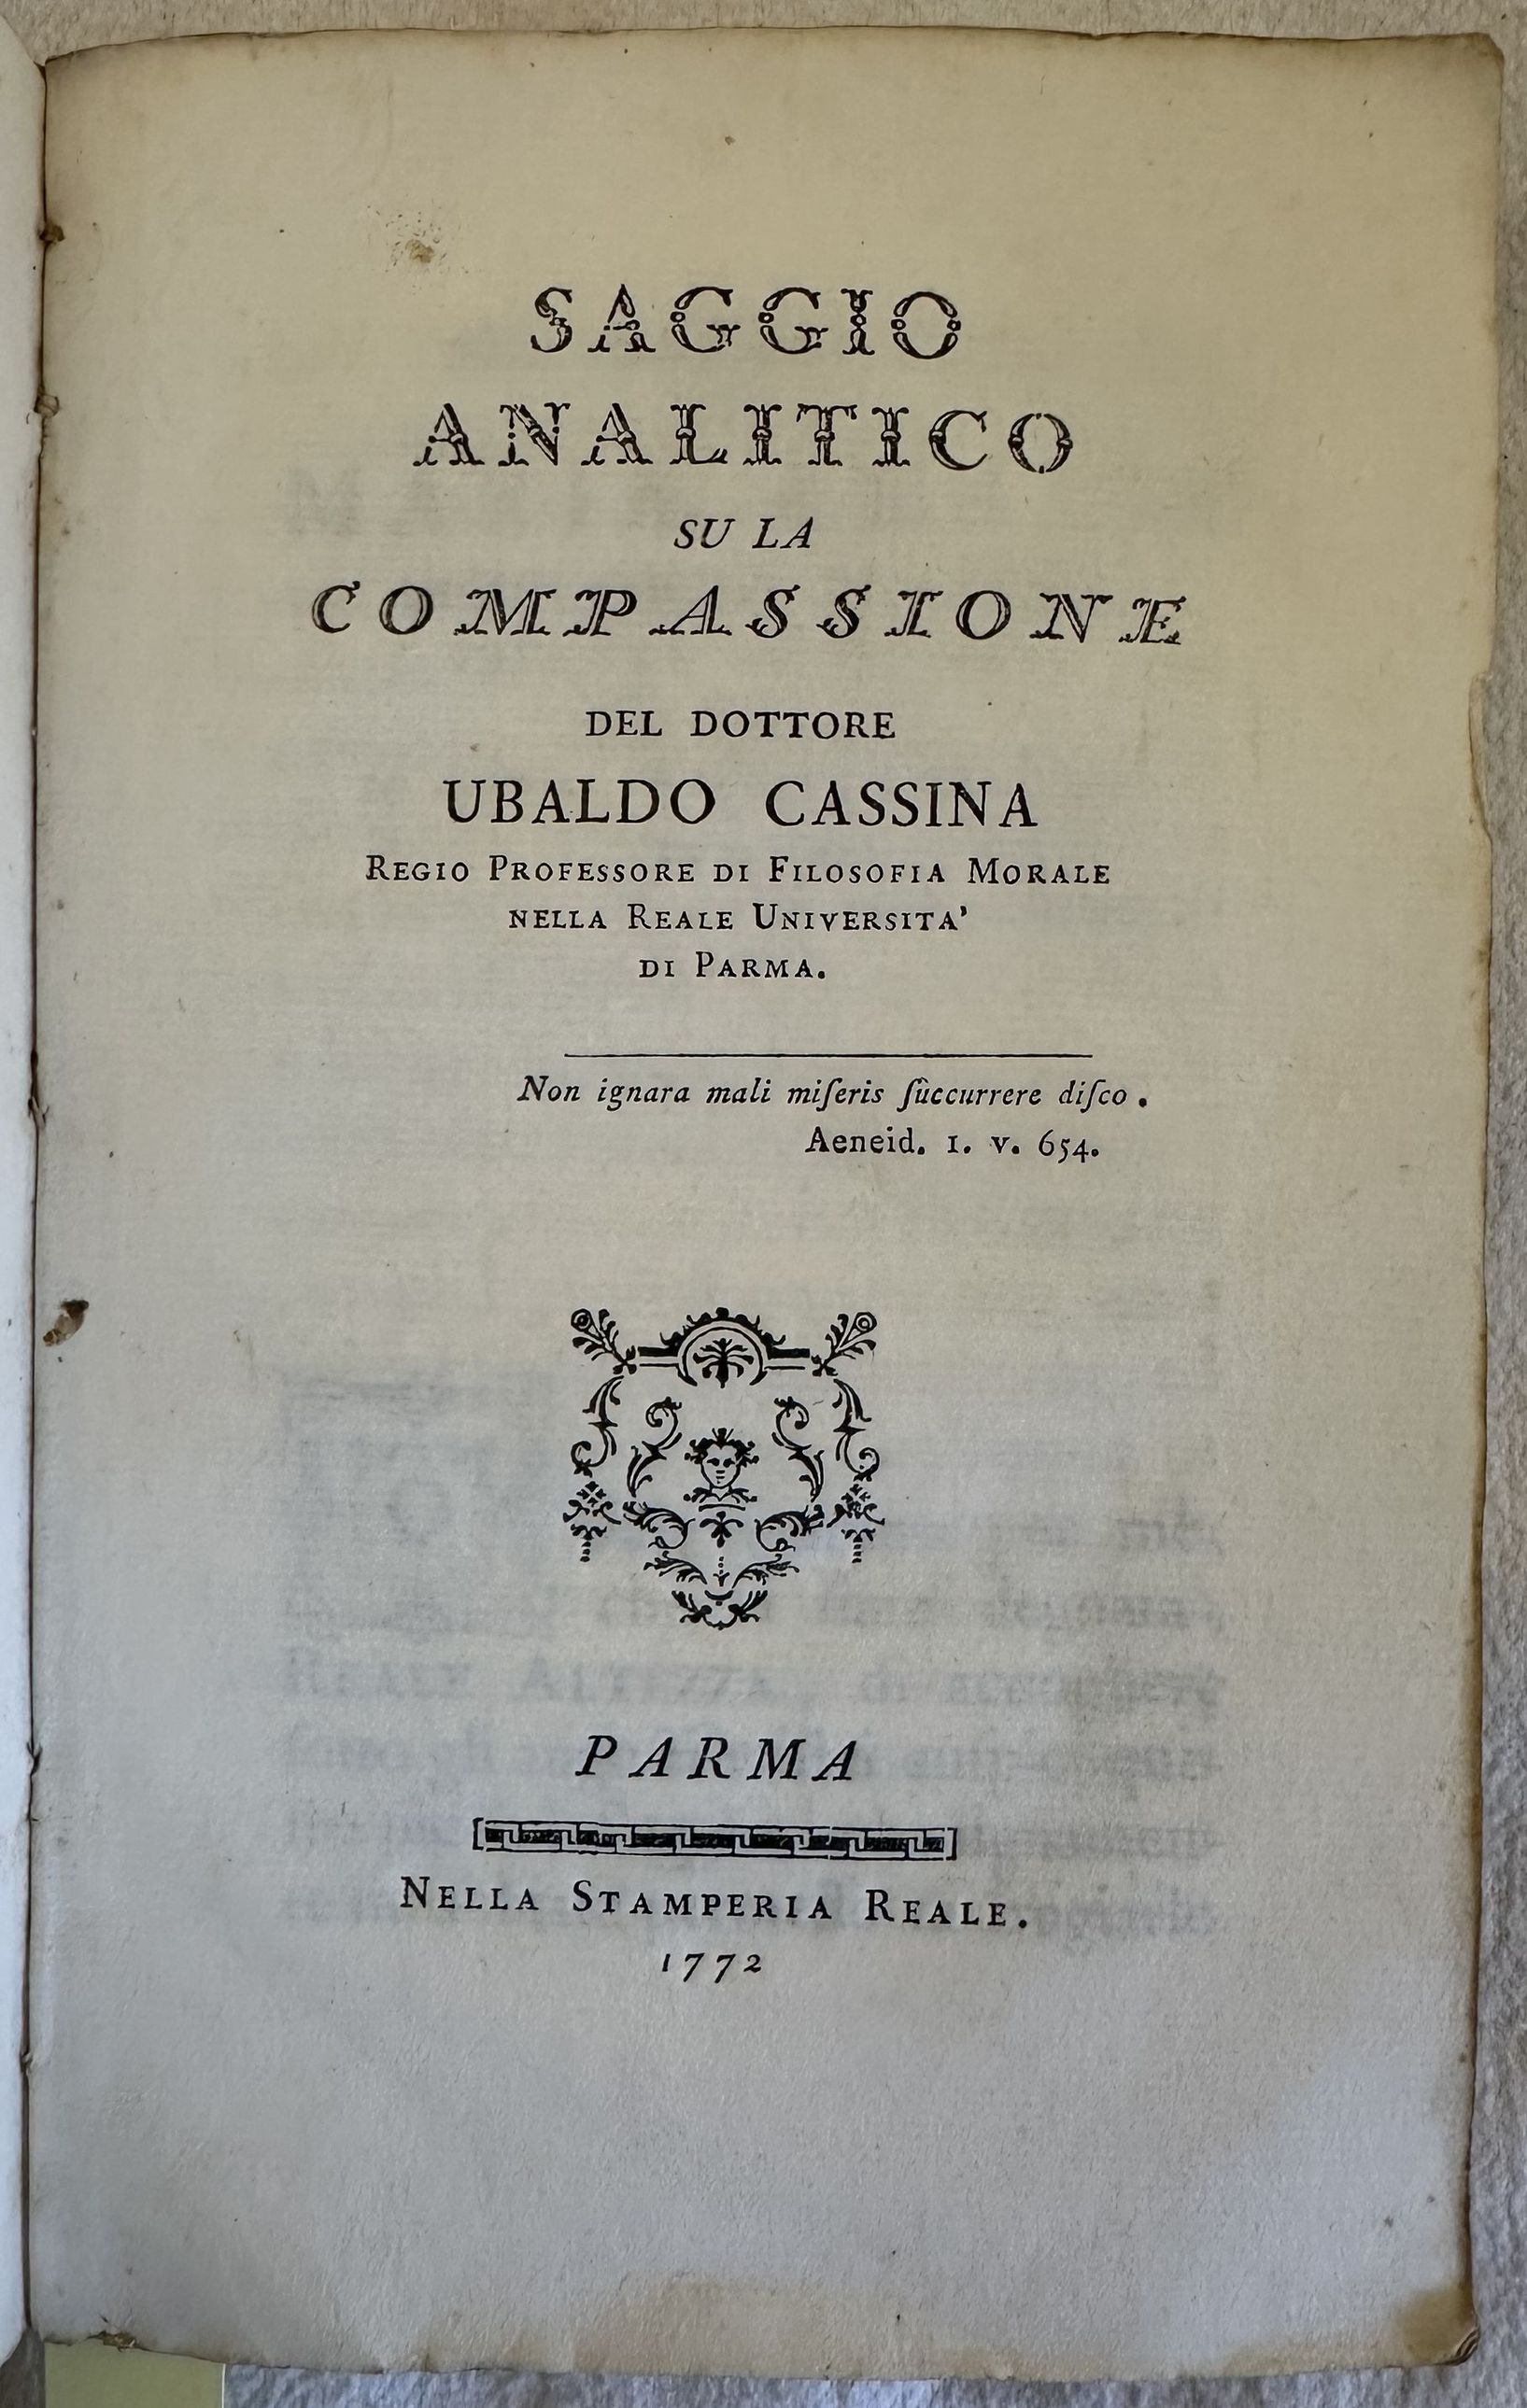 SAGGIO
ANALITICO
SU LA
COMPASSIONE
DEL DOTTORE
UBALDO CASSINA
REGIO PROFESSORE DI FILOSOFIA MORALE
NELLA REALE UNIVERSITA'
DI PARMA.
Non ignara mali miſeris ſuccurrere diſco.
Aeneid. 1. v. 654.
PARMA
NELLA STAMPERIA REALE.
1772